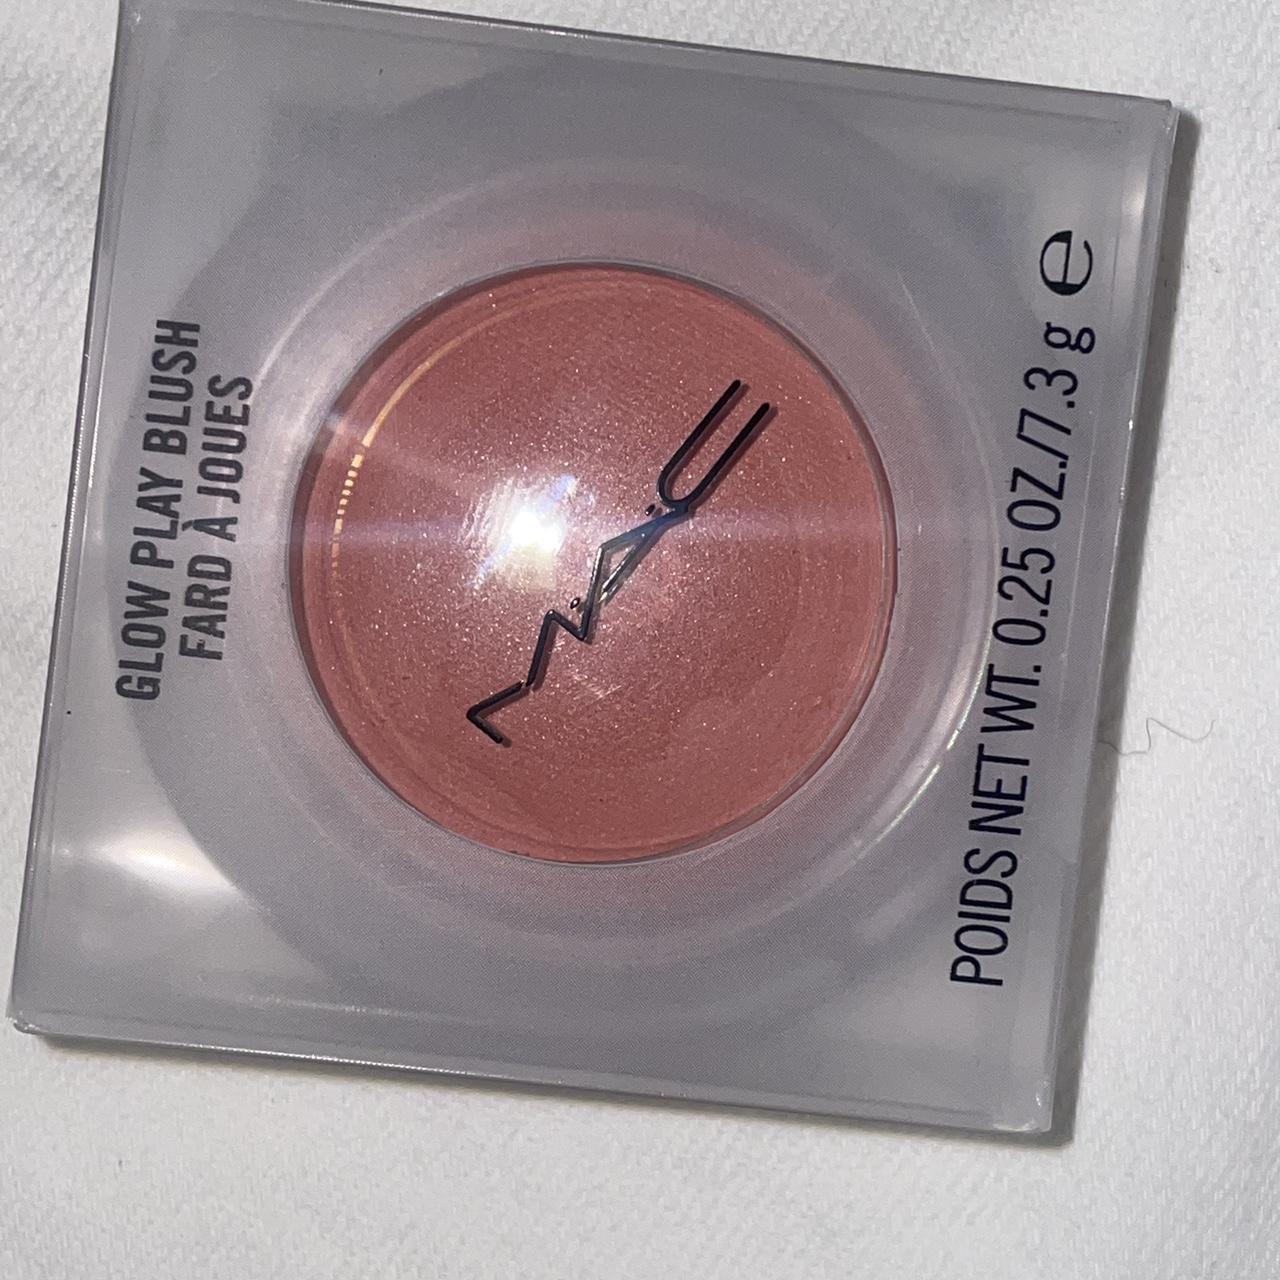 GLOW PLAY BLUSH
FARD À JOUES
M·A·C
POIDS NET WT. 0.25 OZ./7.3 g e